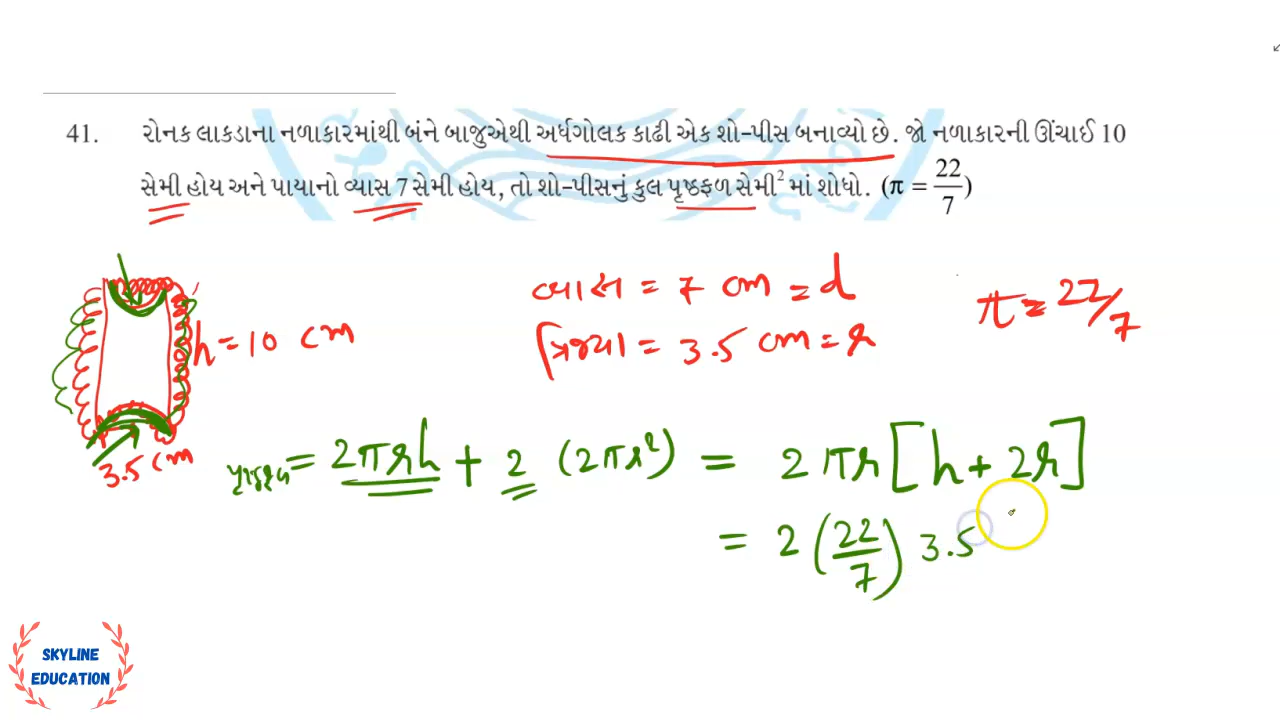 41. રોનક લાકડાના નળાકારમાંથી બંને બાજુએથી અર્ધગોલક કાઢી એક શો-પીસ બનાવ્યો છે. જો નળાકારની ઊંચાઈ 10
સેમી હોય અને પાયાનો વ્યાસ 7 સેમી હોય, તો શો-પીસનું કુલ પૃષ્ઠફળ સેમી² માં શોધો. (π = 22/7)
વ્યાસ = 7 cm = d
π = 22/7
h = 10 cm
ત્રિજ્યા = 3.5 cm = r
3.5 cm
= 2πrh + 2 (2πr²) = 2πr [h + 2r]
= 2 (22/7) 3.5
SKYLINE
EDUCATION